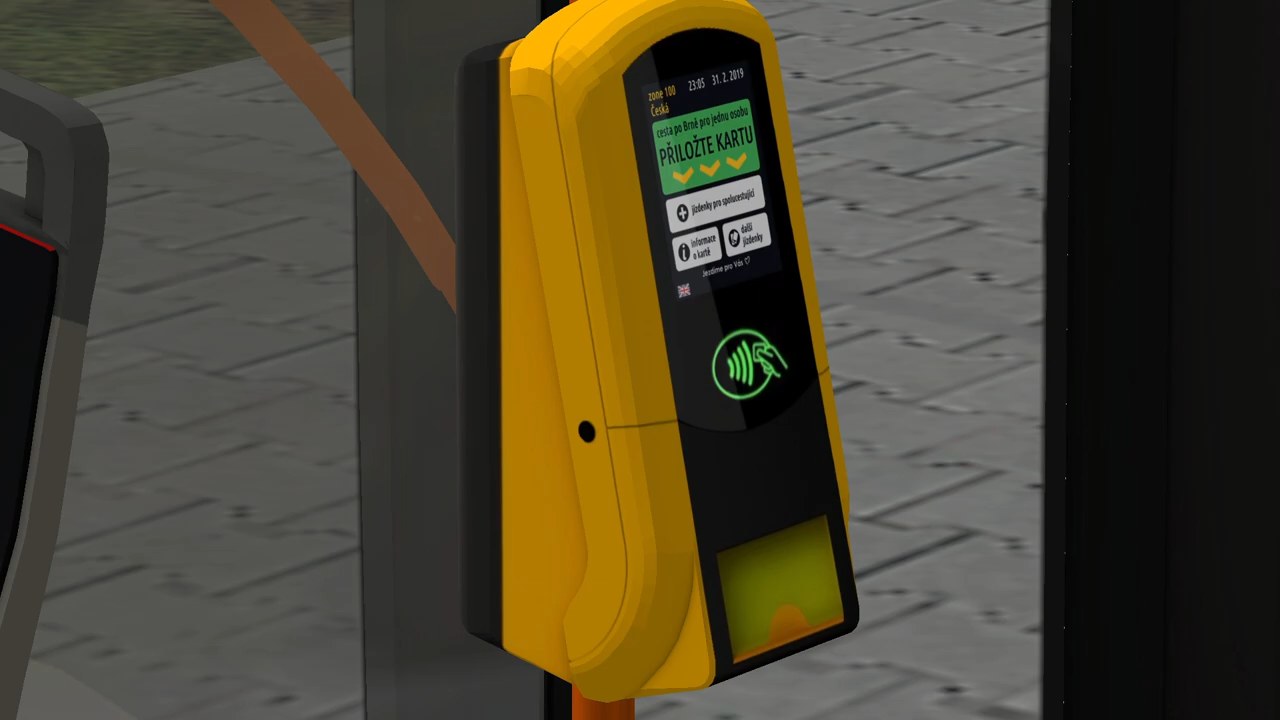 zone 100 23:05 31. 2. 2019
Česká
cesta po Brně pro jednu osobu
PŘILOŽTE KARTU
jízdenky pro spolucestující
informace
o kartě
další
jízdenky
Jezdíme pro Vás ♡